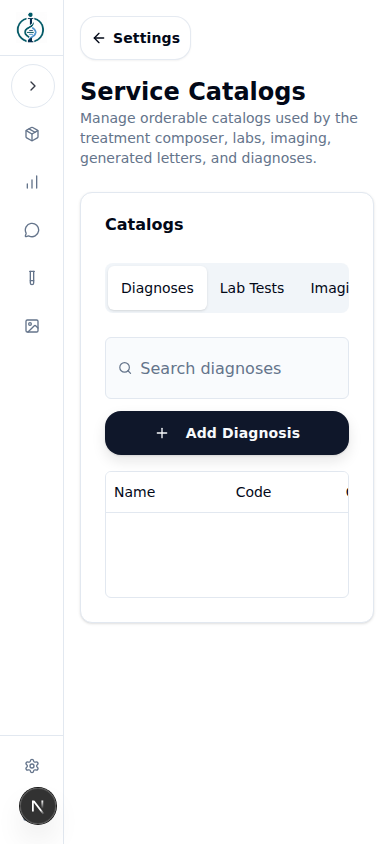 Settings
Service Catalogs
Manage orderable catalogs used by the
treatment composer, labs, imaging,
generated letters, and diagnoses.
Catalogs
Diagnoses Lab Tests Imagi
Search diagnoses
Add Diagnosis
Name Code
N